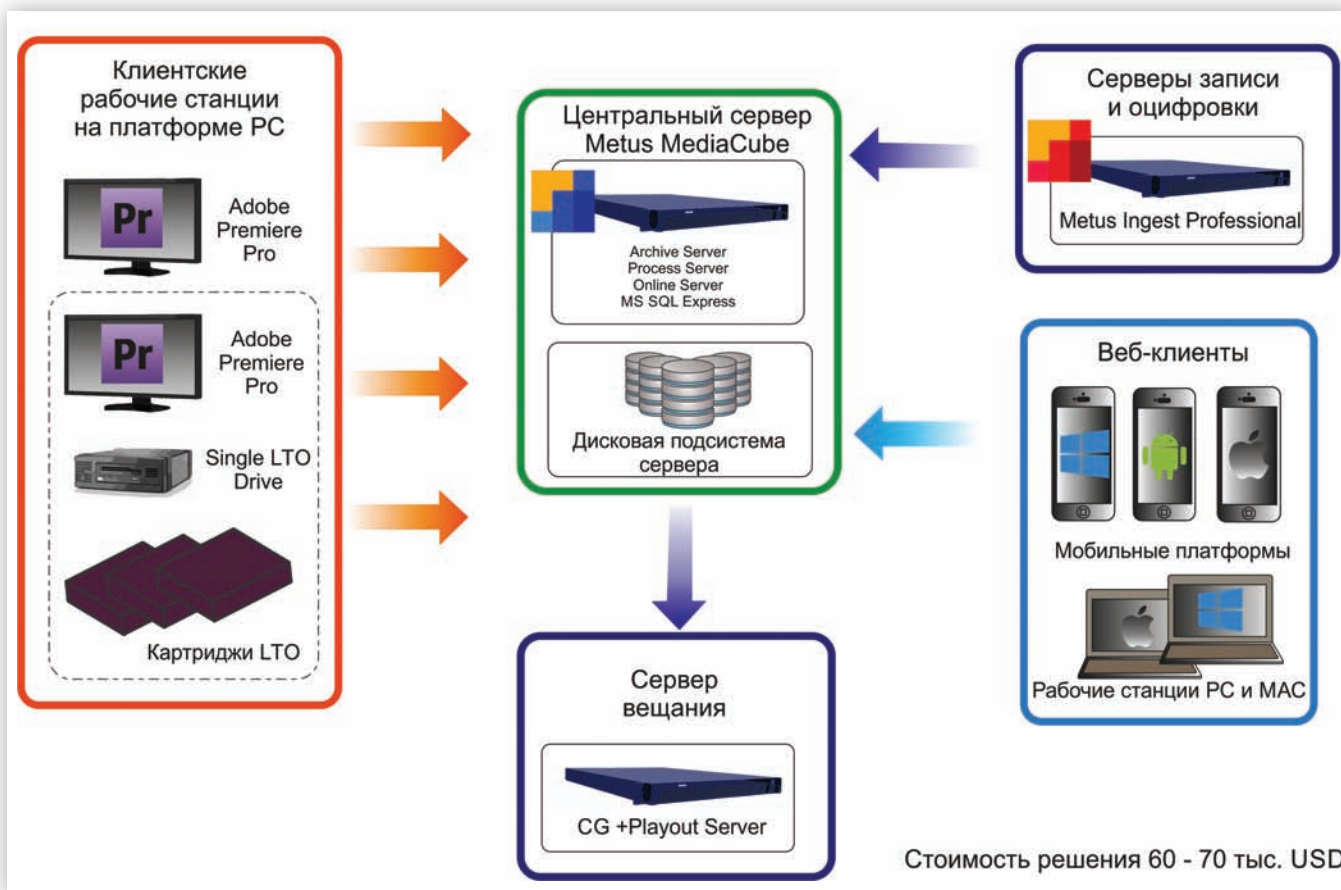 Клиентские
рабочие станции
на платформе PC
Pr
Adobe
Premiere
Pro
Pr
Adobe
Premiere
Pro
Single LTO
Drive
Картриджи LTO
Центральный сервер
Metus MediaCube
Archive Server
Process Server
Online Server
MS SQL Express
Дисковая подсистема
сервера
Сервер
вещания
CG +Playout Server
Серверы записи
и оцифровки
Metus Ingest Professional
Веб-клиенты
Мобильные платформы
Рабочие станции PC и MAC
Стоимость решения 60 - 70 тыс. USD